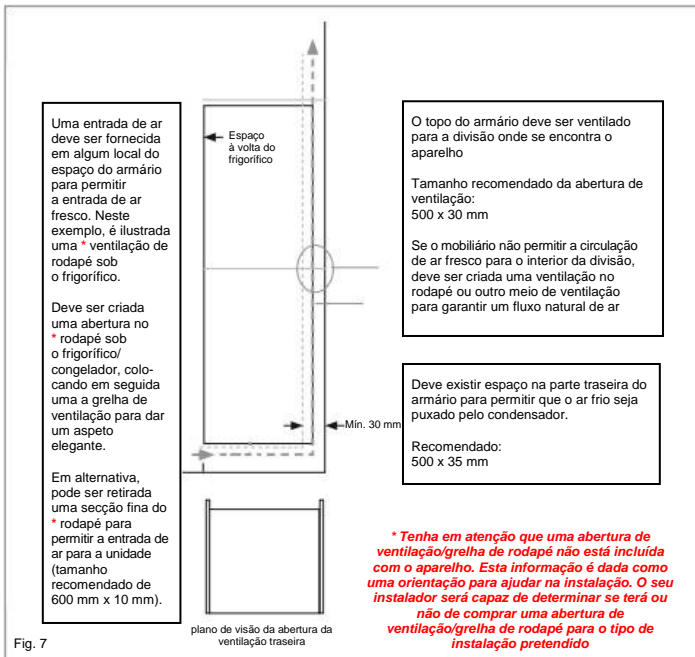 Uma entrada de ar
deve ser fornecida
em algum local do
espaço do armário
para permitir
a entrada de ar
fresco. Neste
exemplo, é ilustrada
uma * ventilação de
rodapé sob
o frigorífico.
Deve ser criada
uma abertura no
* rodapé sob
o frigorífico/
congelador, colo-
cando em seguida
uma a grelha de
ventilação para dar
um aspeto
elegante.
Em alternativa,
pode ser retirada
uma secção fina do
* rodapé para
permitir a entrada de
ar para a unidade
(tamanho
recomendado de
600 mm x 10 mm).
Espaço
à volta do
frigorífico
Mín. 30 mm
plano de visão da abertura da
ventilação traseira
O topo do armário deve ser ventilado
para a divisão onde se encontra o
aparelho
Tamanho recomendado da abertura de
ventilação:
500 x 30 mm
Se o mobiliário não permitir a circulação
de ar fresco para o interior da divisão,
deve ser criada uma ventilação no
rodapé ou outro meio de ventilação
para garantir um fluxo natural de ar
Deve existir espaço na parte traseira do
armário para permitir que o ar frio seja
puxado pelo condensador.
Recomendado:
500 x 35 mm
* Tenha em atenção que uma abertura de
ventilação/grelha de rodapé não está incluída
com o aparelho. Esta informação é dada como
uma orientação para ajudar na instalação. O seu
instalador será capaz de determinar se terá ou
não de comprar uma abertura de
ventilação/grelha de rodapé para o tipo de
instalação pretendido
Fig. 7